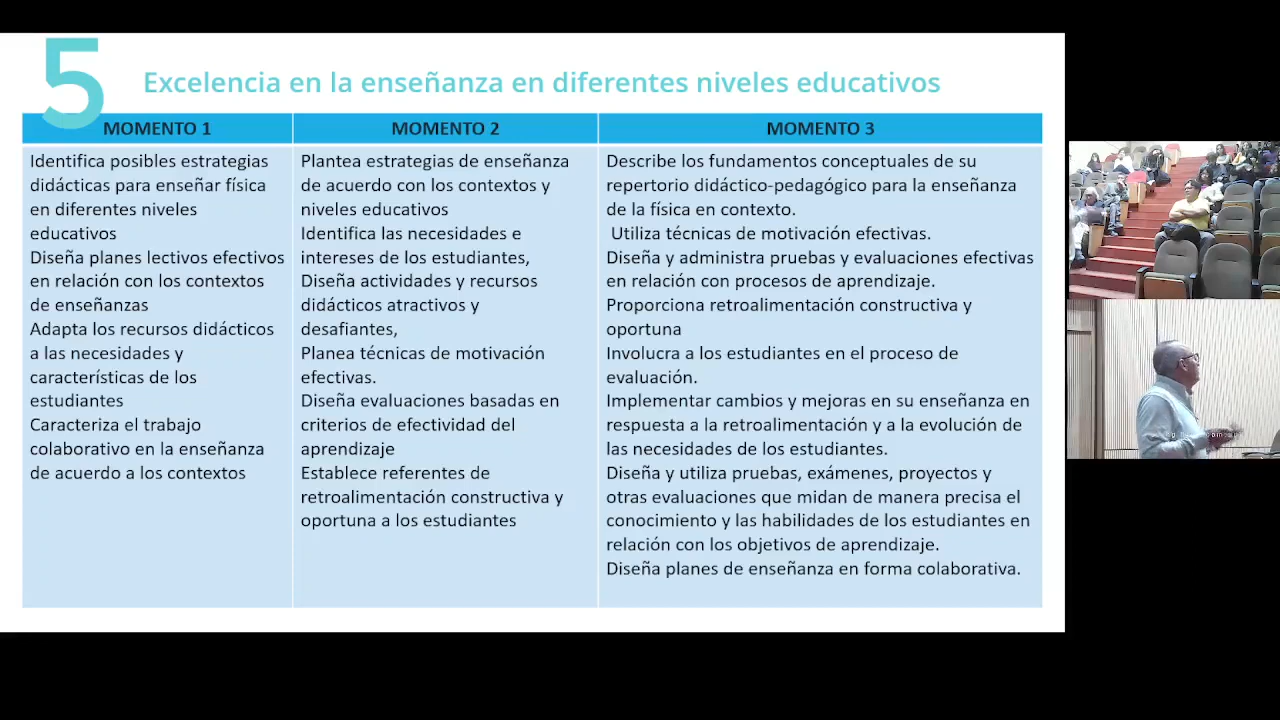 5
Excelencia en la enseñanza en diferentes niveles educativos
MOMENTO 1
Identifica posibles estrategias
didácticas para enseñar física
en diferentes niveles
educativos
Diseña planes lectivos efectivos
en relación con los contextos
de enseñanzas
Adapta los recursos didácticos
a las necesidades y
características de los
estudiantes
Caracteriza el trabajo
colaborativo en la enseñanza
de acuerdo a los contextos
MOMENTO 2
Plantea estrategias de enseñanza
de acuerdo con los contextos y
niveles educativos
Identifica las necesidades e
intereses de los estudiantes,
Diseña actividades y recursos
didácticos atractivos y
desafiantes,
Planea técnicas de motivación
efectivas.
Diseña evaluaciones basadas en
criterios de efectividad del
aprendizaje
Establece referentes de
retroalimentación constructiva y
oportuna a los estudiantes
MOMENTO 3
Describe los fundamentos conceptuales de su
repertorio didáctico-pedagógico para la enseñanza
de la física en contexto.
Utiliza técnicas de motivación efectivas.
Diseña y administra pruebas y evaluaciones efectivas
en relación con procesos de aprendizaje.
Proporciona retroalimentación constructiva y
oportuna
Involucra a los estudiantes en el proceso de
evaluación.
Implementar cambios y mejoras en su enseñanza en
respuesta a la retroalimentación y a la evolución de
las necesidades de los estudiantes.
Diseña y utiliza pruebas, exámenes, proyectos y
otras evaluaciones que midan de manera precisa el
conocimiento y las habilidades de los estudiantes en
relación con los objetivos de aprendizaje.
Diseña planes de enseñanza en forma colaborativa.